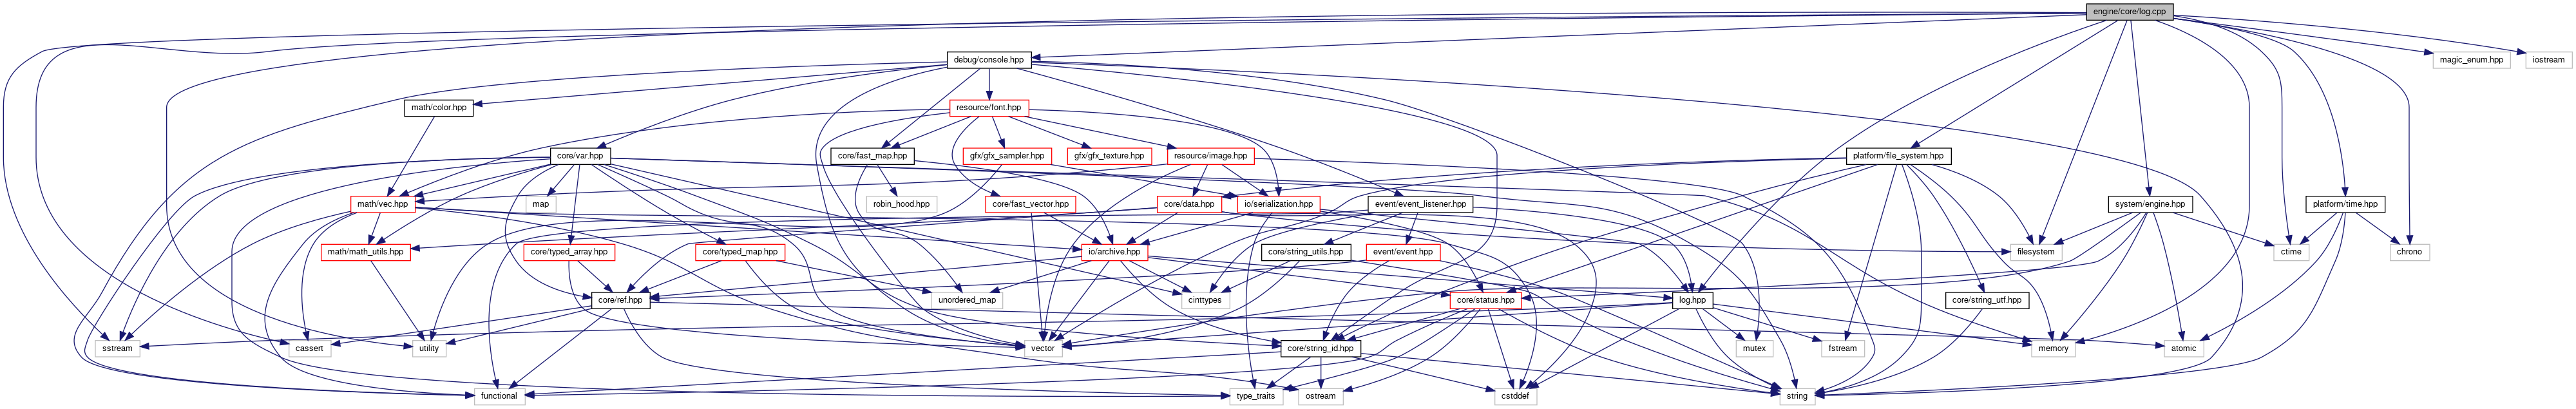 engine/core/log.cpp
debug/console.hpp
magic_enum.hpp
iostream
math/color.hpp
resource/font.hpp
core/var.hpp
core/fast_map.hpp
gfx/gfx_sampler.hpp
gfx/gfx_texture.hpp
resource/image.hpp
platform/file_system.hpp
math/vec.hpp
map
robin_hood.hpp
core/fast_vector.hpp
core/data.hpp
io/serialization.hpp
event/event_listener.hpp
system/engine.hpp
platform/time.hpp
math/math_utils.hpp
core/typed_array.hpp
core/typed_map.hpp
io/archive.hpp
core/string_utils.hpp
event/event.hpp
filesystem
ctime
chrono
core/ref.hpp
unordered_map
cinttypes
core/status.hpp
log.hpp
core/string_utf.hpp
sstream
cassert
utility
vector
core/string_id.hpp
mutex
fstream
memory
atomic
functional
type_traits
ostream
cstddef
string